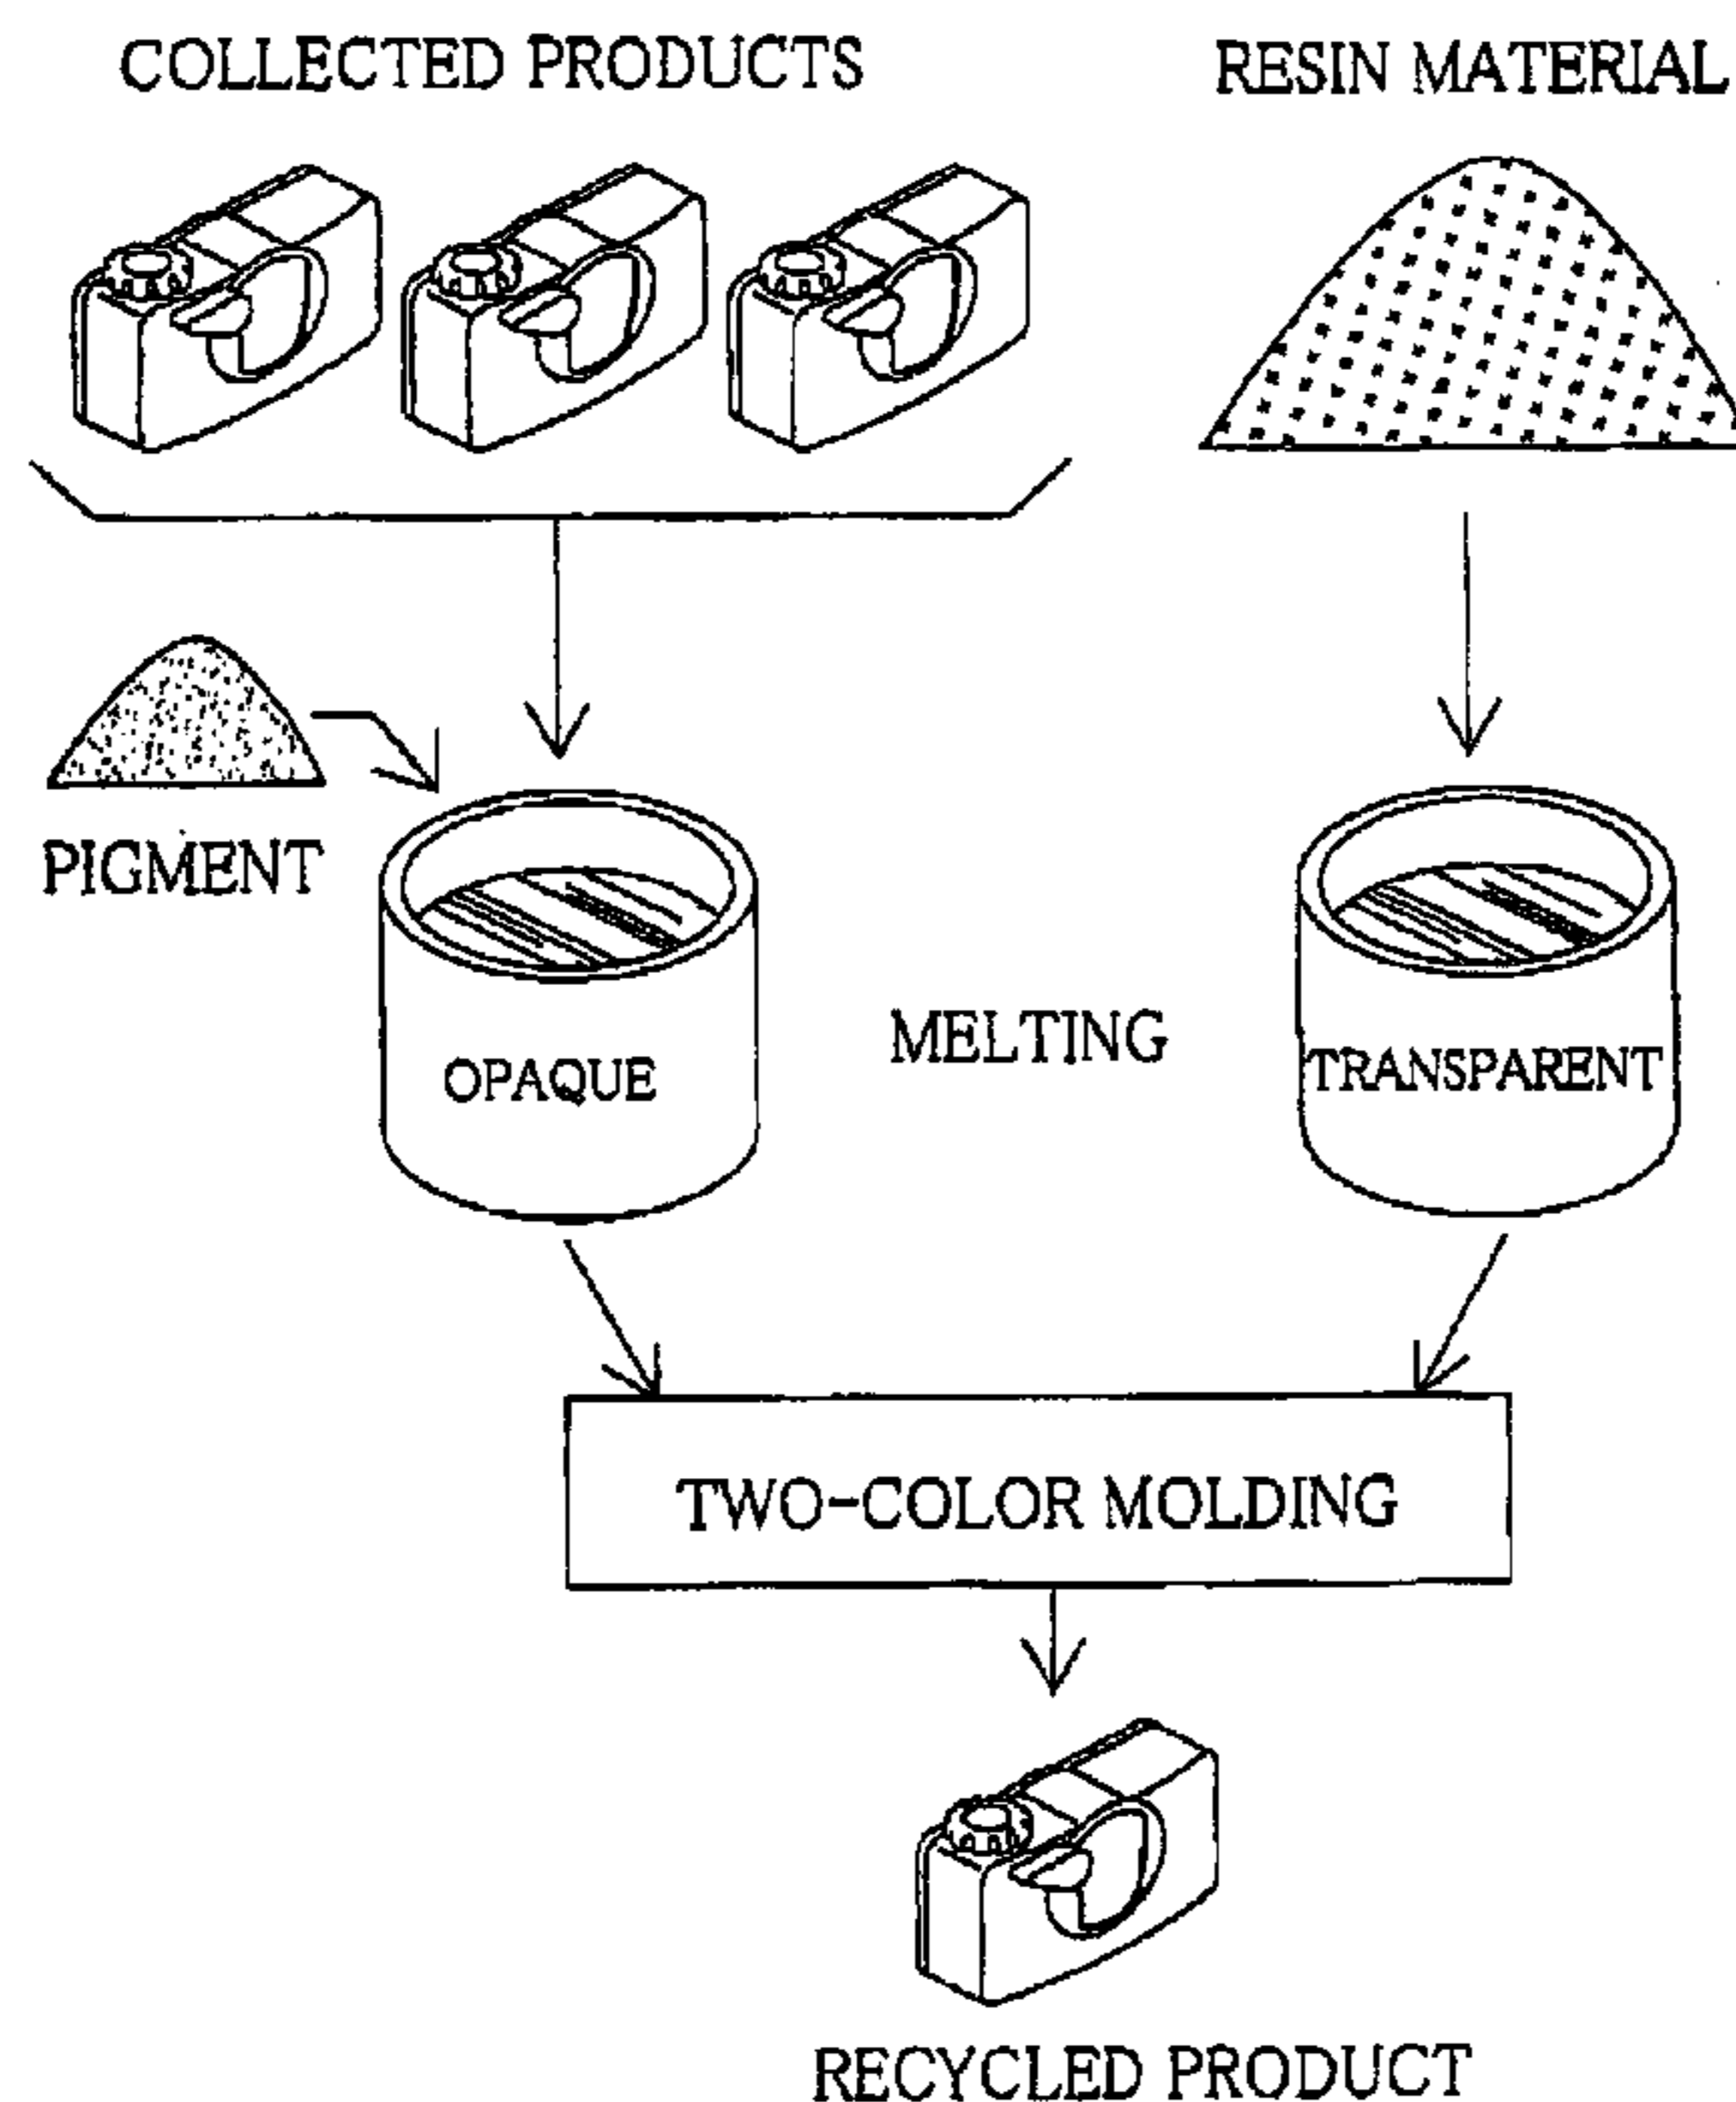 COLLECTED PRODUCTS
RESIN MATERIAL
PIGMENT
OPAQUE
MELTING
TRANSPARENT
TWO-COLOR MOLDING
RECYCLED PRODUCT